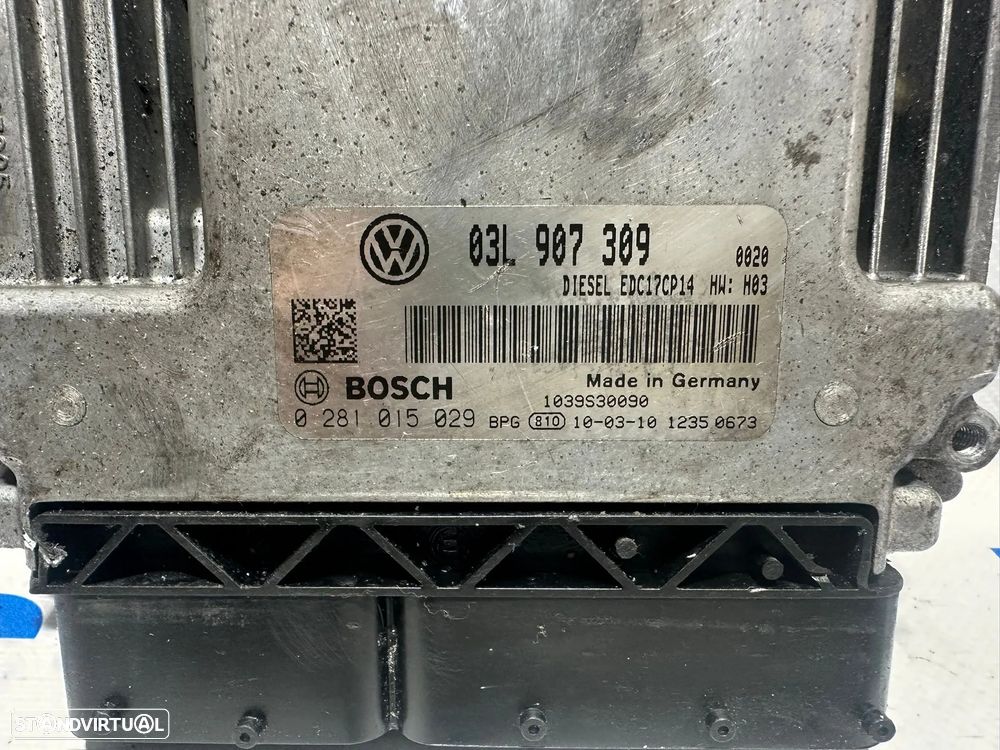 03L 907 309 0020
DIESEL EDC17CP14 HW: H03
BOSCH Made in Germany
1039S30090
0 281 015 029 BPG 810 10-03-10 1235 0673
STANDVIRTUAL